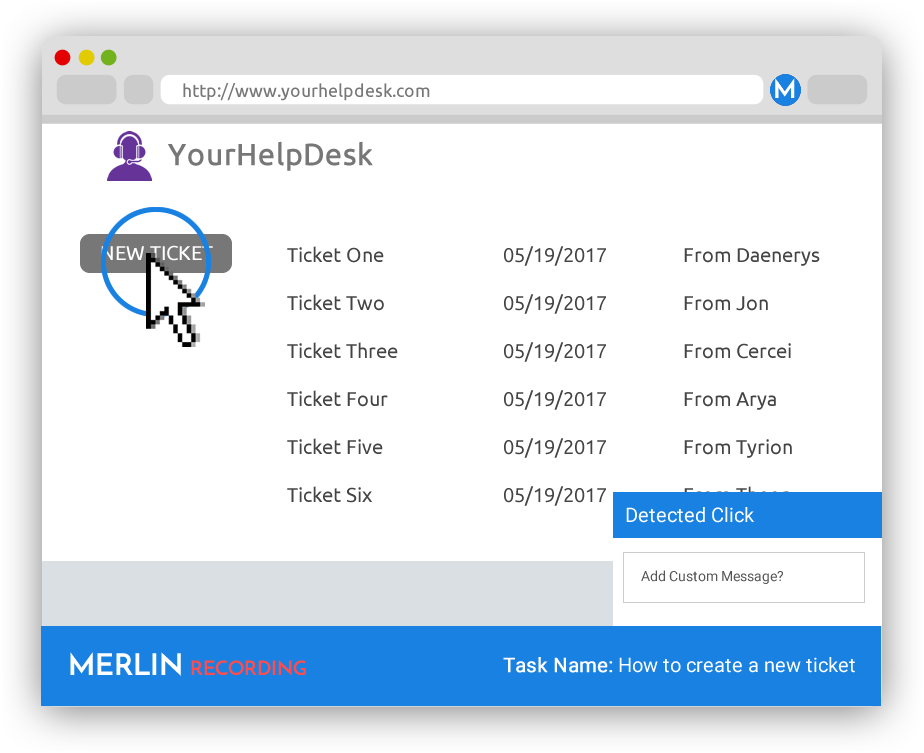 http://www.yourhelpdesk.com
M
YourHelpDesk
NEW TICKET
Ticket One 05/19/2017 From Daenerys
Ticket Two 05/19/2017 From Jon
Ticket Three 05/19/2017 From Cercei
Ticket Four 05/19/2017 From Arya
Ticket Five 05/19/2017 From Tyrion
Ticket Six 05/19/2017 From
Detected Click
Add Custom Message?
MERLIN RECORDING
Task Name: How to create a new ticket